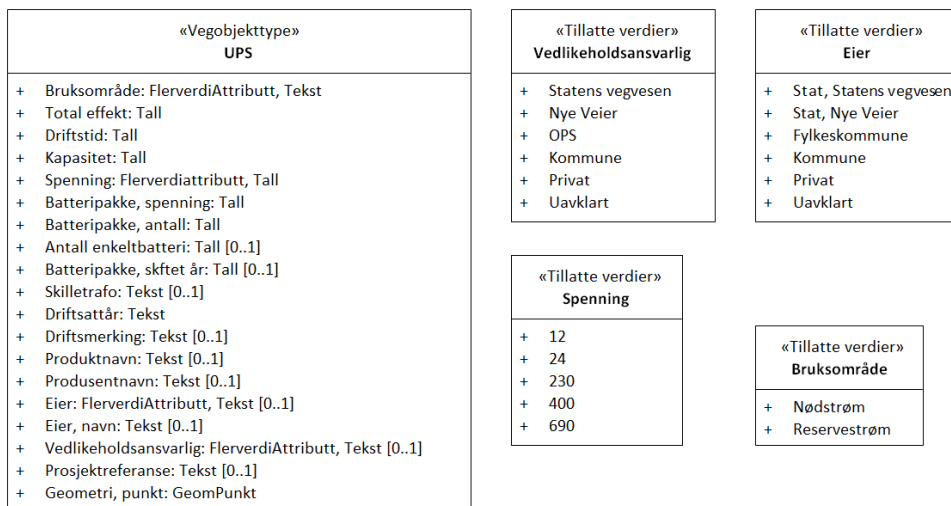 «Vegobjekttype»
UPS
+ Bruksområde: FlerverdiAttributt, Tekst
+ Total effekt: Tall
+ Driftstid: Tall
+ Kapasitet: Tall
+ Spenning: Flerverdiattributt, Tall
+ Batteripakke, spenning: Tall
+ Batteripakke, antall: Tall
+ Antall enkeltbatteri: Tall [0..1]
+ Batteripakke, skftet år: Tall [0..1]
+ Skilletrafo: Tekst [0..1]
+ Driftsattår: Tekst
+ Driftsmerking: Tekst [0..1]
+ Produktnavn: Tekst [0..1]
+ Produsentnavn: Tekst [0..1]
+ Eier: FlerverdiAttributt, Tekst [0..1]
+ Eier, navn: Tekst [0..1]
+ Vedlikeholdsansvarlig: FlerverdiAttributt, Tekst [0..1]
+ Prosjektreferanse: Tekst [0..1]
+ Geometri, punkt: GeomPunkt
«Tillatte verdier»
Vedlikeholdsansvarlig
+ Statens vegvesen
+ Nye Veier
+ OPS
+ Kommune
+ Privat
+ Uavklart
«Tillatte verdier»
Eier
+ Stat, Statens vegvesen
+ Stat, Nye Veier
+ Fylkeskommune
+ Kommune
+ Privat
+ Uavklart
«Tillatte verdier»
Spenning
+ 12
+ 24
+ 230
+ 400
+ 690
«Tillatte verdier»
Bruksområde
+ Nødstrøm
+ Reservestrøm